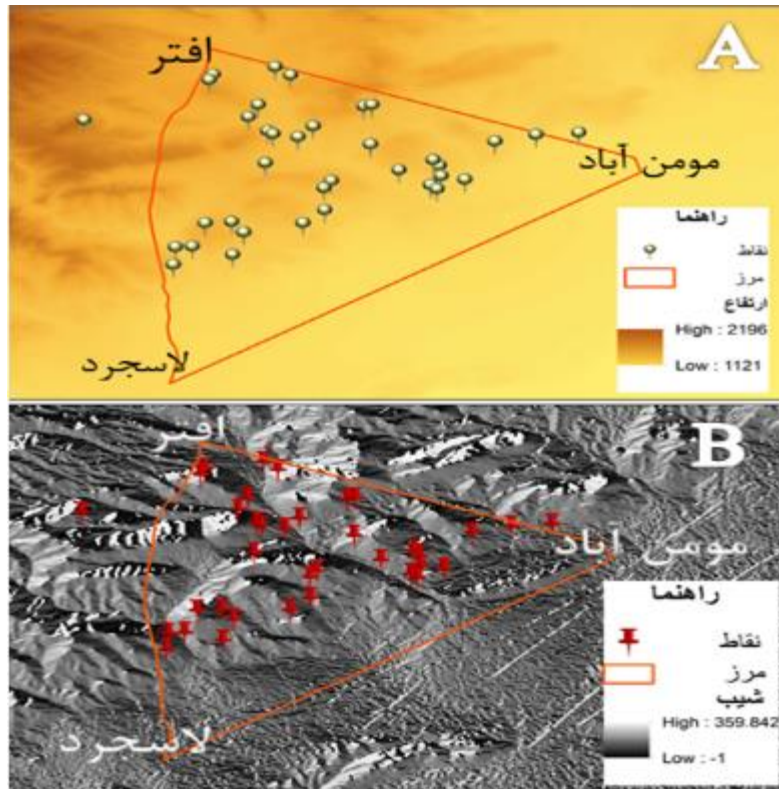 A
افتر
مومن آباد
لاسجرد
راهنما
نقاط
مرز
ارتفاع
High : 2196
Low : 1121
B
افتر
مومن آباد
لاسجرد
راهنما
نقاط
مرز
شیب
High : 359.842
Low : -1